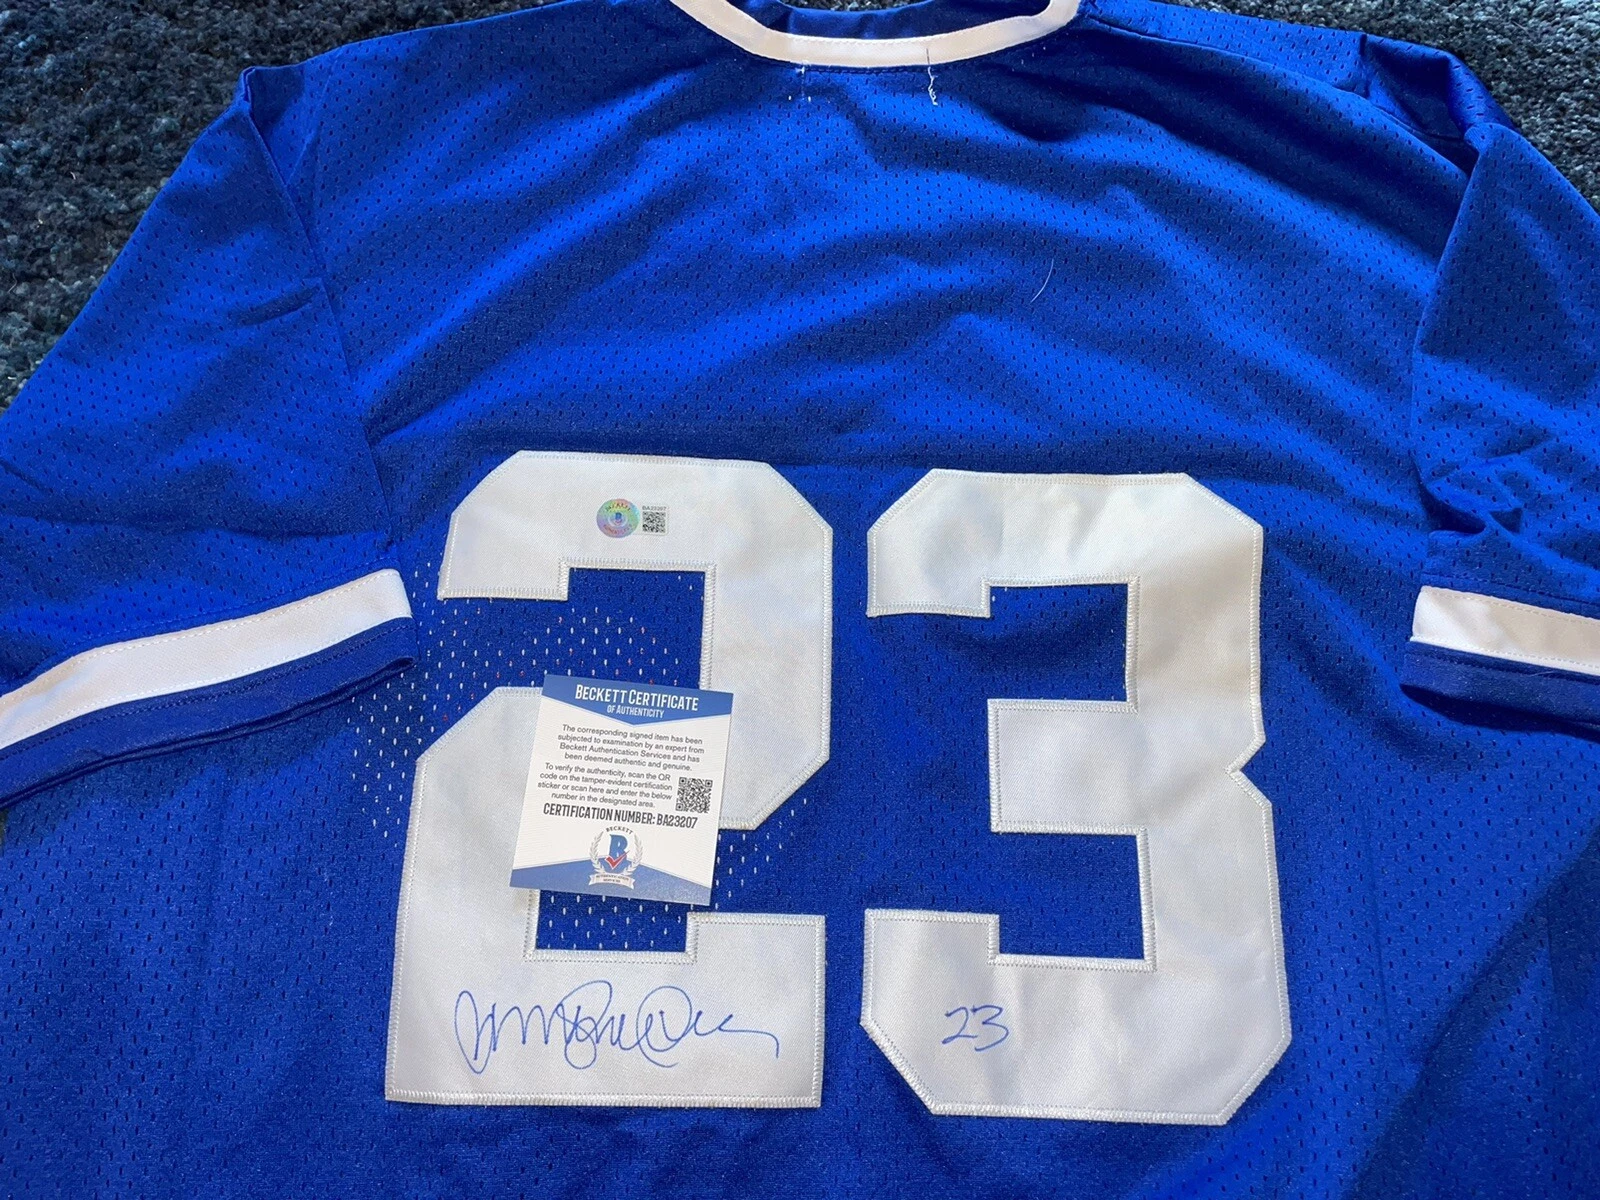 BECKETT
BA23207
23
BECKETT CERTIFICATE
OF AUTHENTICITY
The corresponding signed item has been
subjected to examination by an expert from
Beckett Authentication Services and has
been deemed authentic and genuine.
To verify the authenticity, scan the QR
code on the tamper-evident certification
sticker or scan here and enter the below
number in the designated area.
CERTIFICATION NUMBER: BA23207
BECKETT
B
23